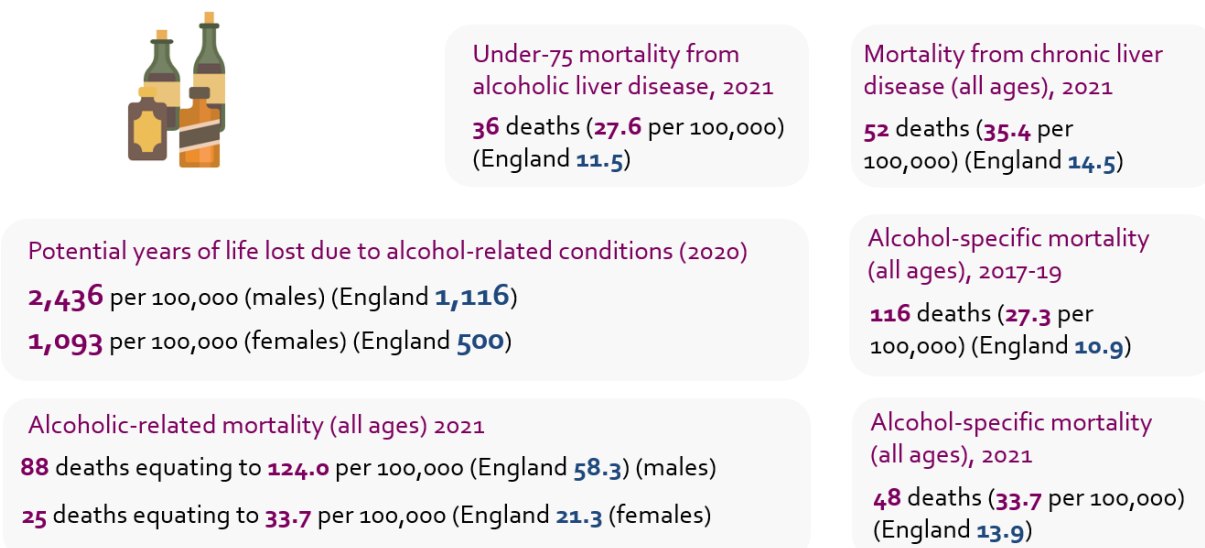 Under-75 mortality from
alcoholic liver disease, 2021
36 deaths (27.6 per 100,000)
(England 11.5)
Mortality from chronic liver
disease (all ages), 2021
52 deaths (35.4 per
100,000) (England 14.5)
Potential years of life lost due to alcohol-related conditions (2020)
2,436 per 100,000 (males) (England 1,116)
1,093 per 100,000 (females) (England 500)
Alcohol-specific mortality
(all ages), 2017-19
116 deaths (27.3 per
100,000) (England 10.9)
Alcoholic-related mortality (all ages) 2021
88 deaths equating to 124.0 per 100,000 (England 58.3) (males)
25 deaths equating to 33.7 per 100,000 (England 21.3 (females)
Alcohol-specific mortality
(all ages), 2021
48 deaths (33.7 per 100,000)
(England 13.9)